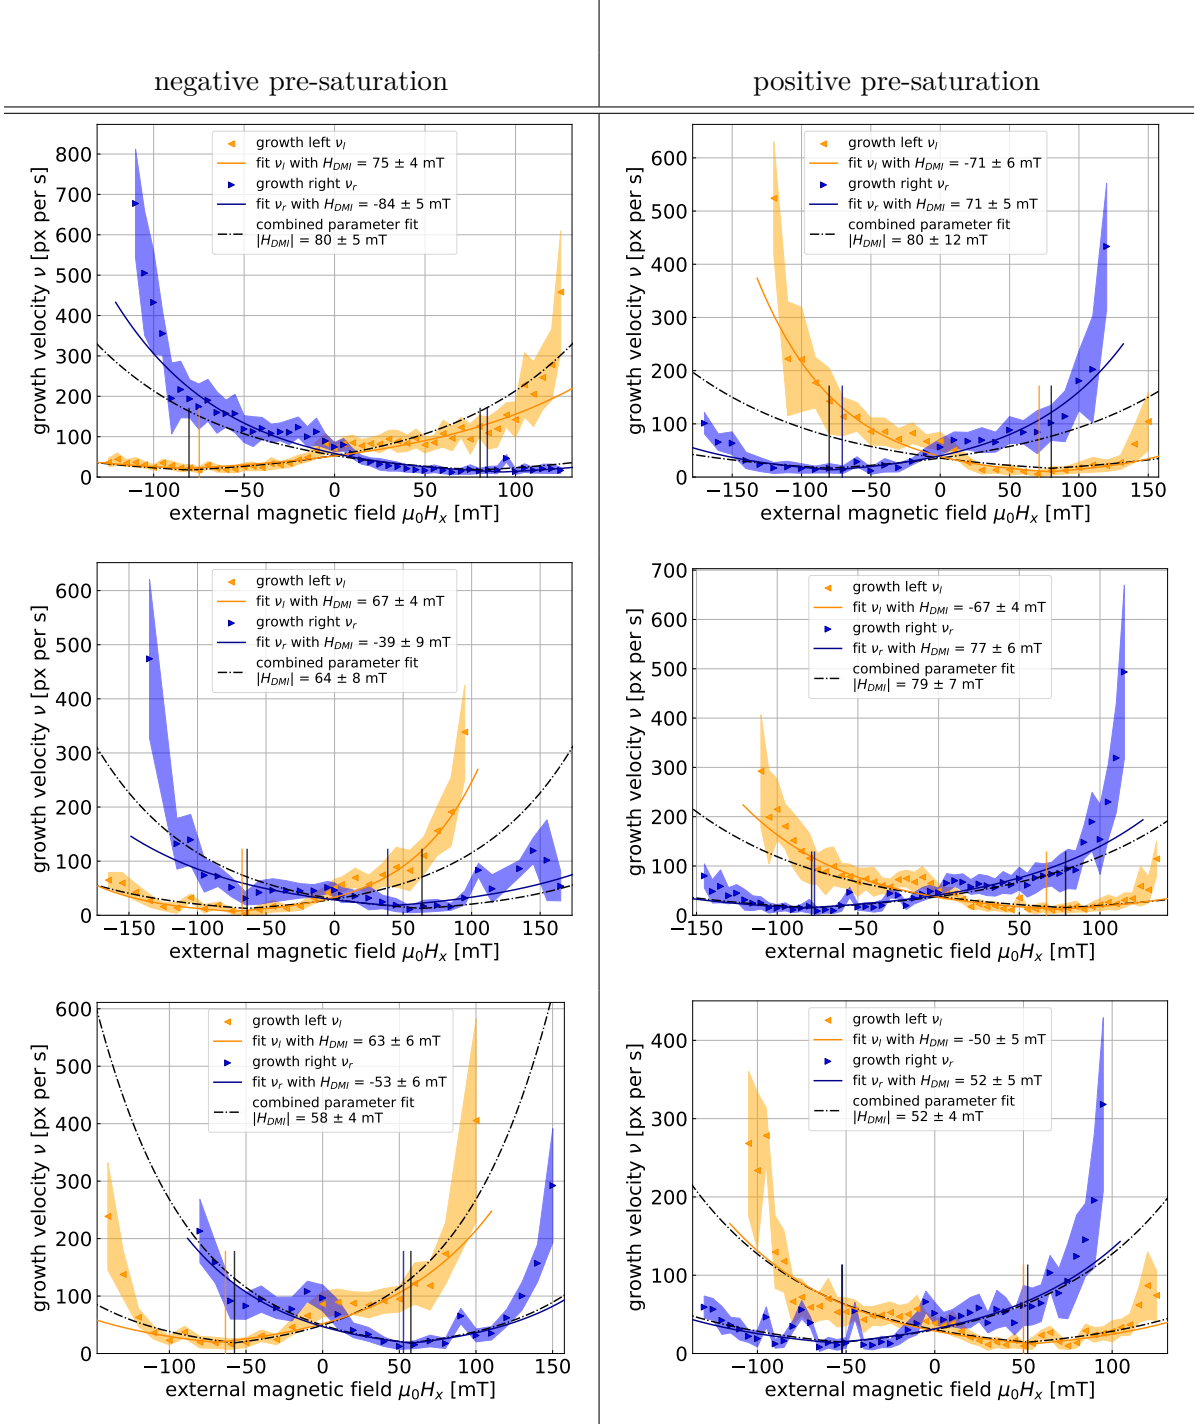 negative pre-saturation
positive pre-saturation
growth left νl
fit νl with HDMI = 75 ± 4 mT
growth right νr
fit νr with HDMI = -84 ± 5 mT
combined parameter fit
|HDMI| = 80 ± 5 mT
growth velocity ν [px per s]
800
700
600
500
400
300
200
100
0
−100 −50 0 50 100
external magnetic field μ0Hx [mT]
growth left νl
fit νl with HDMI = -71 ± 6 mT
growth right νr
fit νr with HDMI = 71 ± 5 mT
combined parameter fit
|HDMI| = 80 ± 12 mT
growth velocity ν [px per s]
600
500
400
300
200
100
0
−150 −100 −50 0 50 100 150
external magnetic field μ0Hx [mT]
growth left νl
fit νl with HDMI = 67 ± 4 mT
growth right νr
fit νr with HDMI = -39 ± 9 mT
combined parameter fit
|HDMI| = 64 ± 8 mT
growth velocity ν [px per s]
600
500
400
300
200
100
0
−150 −100 −50 0 50 100 150
external magnetic field μ0Hx [mT]
growth left νl
fit νl with HDMI = -67 ± 4 mT
growth right νr
fit νr with HDMI = 77 ± 6 mT
combined parameter fit
|HDMI| = 79 ± 7 mT
growth velocity ν [px per s]
700
600
500
400
300
200
100
0
−150 −100 −50 0 50 100
external magnetic field μ0Hx [mT]
growth left νl
fit νl with HDMI = 63 ± 6 mT
growth right νr
fit νr with HDMI = -53 ± 6 mT
combined parameter fit
|HDMI| = 58 ± 4 mT
growth velocity ν [px per s]
600
500
400
300
200
100
0
−100 −50 0 50 100 150
external magnetic field μ0Hx [mT]
growth left νl
fit νl with HDMI = -50 ± 5 mT
growth right νr
fit νr with HDMI = 52 ± 5 mT
combined parameter fit
|HDMI| = 52 ± 4 mT
growth velocity ν [px per s]
400
300
200
100
0
−100 −50 0 50 100
external magnetic field μ0Hx [mT]